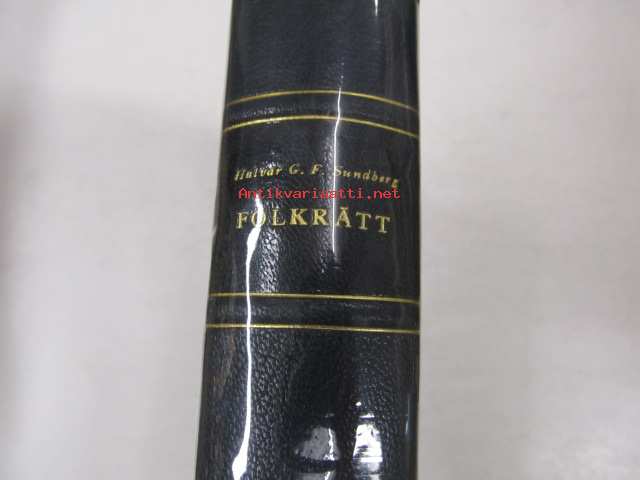 Halvar G. F. Sundberg
Antikvariaatti.net
FOLKRÄTT